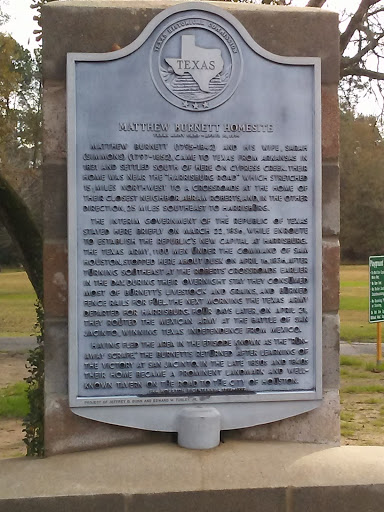 TEXAS HISTORICAL COMMISSION
TEXAS
MATTHEW BURNETT HOMESITE
MATTHEW BURNETT (1795-1842) AND HIS WIFE, SARAH
(SIMMONS) (1797-1852), CAME TO TEXAS FROM ARKANSAS IN
1831 AND SETTLED SOUTH OF HERE ON CYPRESS CREEK. THEIR
HOME WAS NEAR THE "HARRISBURG ROAD" WHICH STRETCHED
15 MILES NORTHWEST TO A CROSSROADS AT THE HOME OF
THEIR CLOSEST NEIGHBOR, ABRAM ROBERTS, AND, IN THE OTHER
DIRECTION, 25 MILES SOUTHEAST TO HARRISBURG.
THE INTERIM GOVERNMENT OF THE REPUBLIC OF TEXAS
STAYED HERE BRIEFLY ON MARCH 22, 1836, WHILE ENROUTE
TO ESTABLISH THE REPUBLIC'S NEW CAPITAL AT HARRISBURG.
THE TEXAS ARMY, 1100 MEN UNDER THE COMMAND OF SAM
HOUSTON, STOPPED HERE ABOUT DUSK ON APRIL 16, 1836, AFTER
TURNING SOUTHEAST AT THE ROBERTS' CROSSROADS EARLIER
IN THE DAY. DURING THEIR OVERNIGHT STAY THEY CONSUMED
MOST OF BURNETT'S LIVESTOCK AND GRAINS, AND BURNED
FENCE RAILS FOR FUEL. THE NEXT MORNING THE TEXAS ARMY
DEPARTED FOR HARRISBURG. FOUR DAYS LATER, ON APRIL 21,
THEY ROUTED THE MEXICAN ARMY AT THE BATTLE OF SAN
JACINTO, WINNING TEXAS INDEPENDENCE FROM MEXICO.
HAVING FLED THE AREA IN THE EPISODE KNOWN AS THE "RUN-
AWAY SCRAPE," THE BURNETTS RETURNED AFTER LEARNING OF
THE VICTORY AT SAN JACINTO. IN THE LATE 1830s AND 1840s
THEIR HOME BECAME A PROMINENT LANDMARK AND WELL-
KNOWN TAVERN ON THE ROAD TO THE CITY OF HOUSTON.